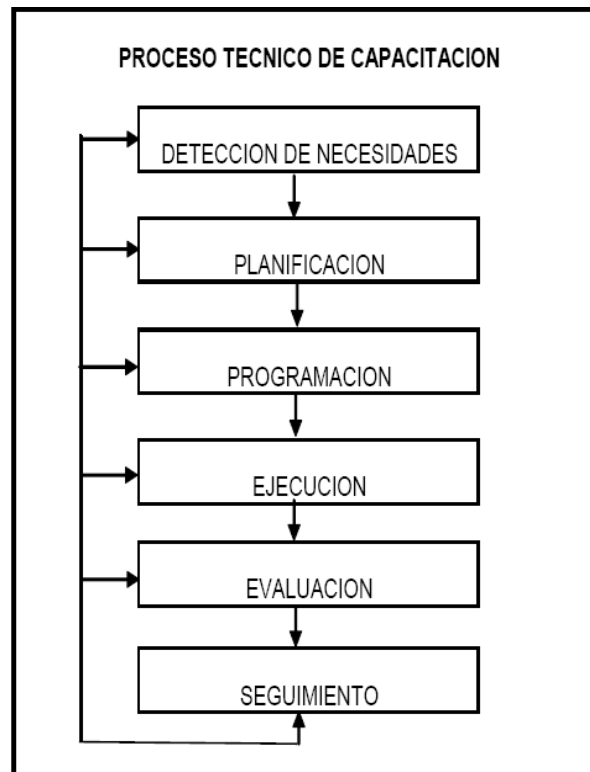 PROCESO TECNICO DE CAPACITACION
DETECCION DE NECESIDADES
PLANIFICACION
PROGRAMACION
EJECUCION
EVALUACION
SEGUIMIENTO